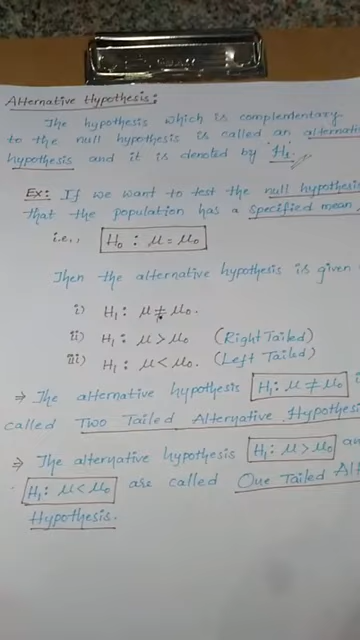 Alternative Hypothesis:
The hypothesis which is complementary
to the null hypothesis is called an alternative
hypothesis and it is denoted by 'H₁'.
Ex: If we want to test the null hypothesis
that the population has a specified mean
i.e., H₀ : μ = μ₀
Then the alternative hypothesis is given
i) H₁ : μ ≠ μ₀.
ii) H₁ : μ > μ₀ (Right Tailed)
iii) H₁ : μ < μ₀. (Left Tailed)
⇒ The alternative hypothesis H₁ : μ ≠ μ₀
called Two Tailed Alternative Hypothesis
⇒ The alternative hypothesis H₁ : μ > μ₀ an
H₁ : μ < μ₀ are called One Tailed Alt
Hypothesis.